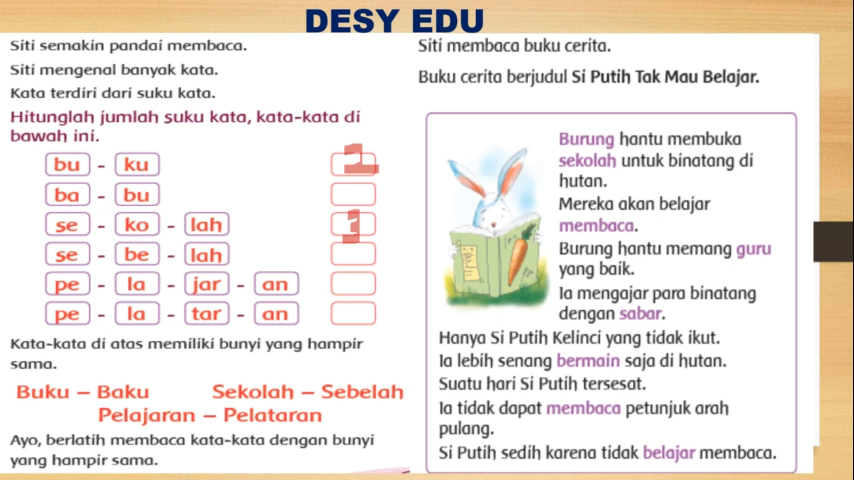 DESY EDU
Siti semakin pandai membaca.
Siti mengenal banyak kata.
Kata terdiri dari suku kata.
Hitunglah jumlah suku kata, kata-kata di
bawah ini.
bu - ku 2
ba - bu
se - ko - lah
se - be - lah
pe - la - jar - an
pe - la - tar - an
Kata-kata di atas memiliki bunyi yang hampir
sama.
Buku – Baku Sekolah – Sebelah
Pelajaran – Pelataran
Ayo, berlatih membaca kata-kata dengan bunyi
yang hampir sama.
Siti membaca buku cerita.
Buku cerita berjudul Si Putih Tak Mau Belajar.
Burung hantu membuka
sekolah untuk binatang di
hutan.
Mereka akan belajar
membaca.
Burung hantu memang guru
yang baik.
Ia mengajar para binatang
dengan sabar.
Hanya Si Putih Kelinci yang tidak ikut.
Ia lebih senang bermain saja di hutan.
Suatu hari Si Putih tersesat.
Ia tidak dapat membaca petunjuk arah
pulang.
Si Putih sedih karena tidak belajar membaca.